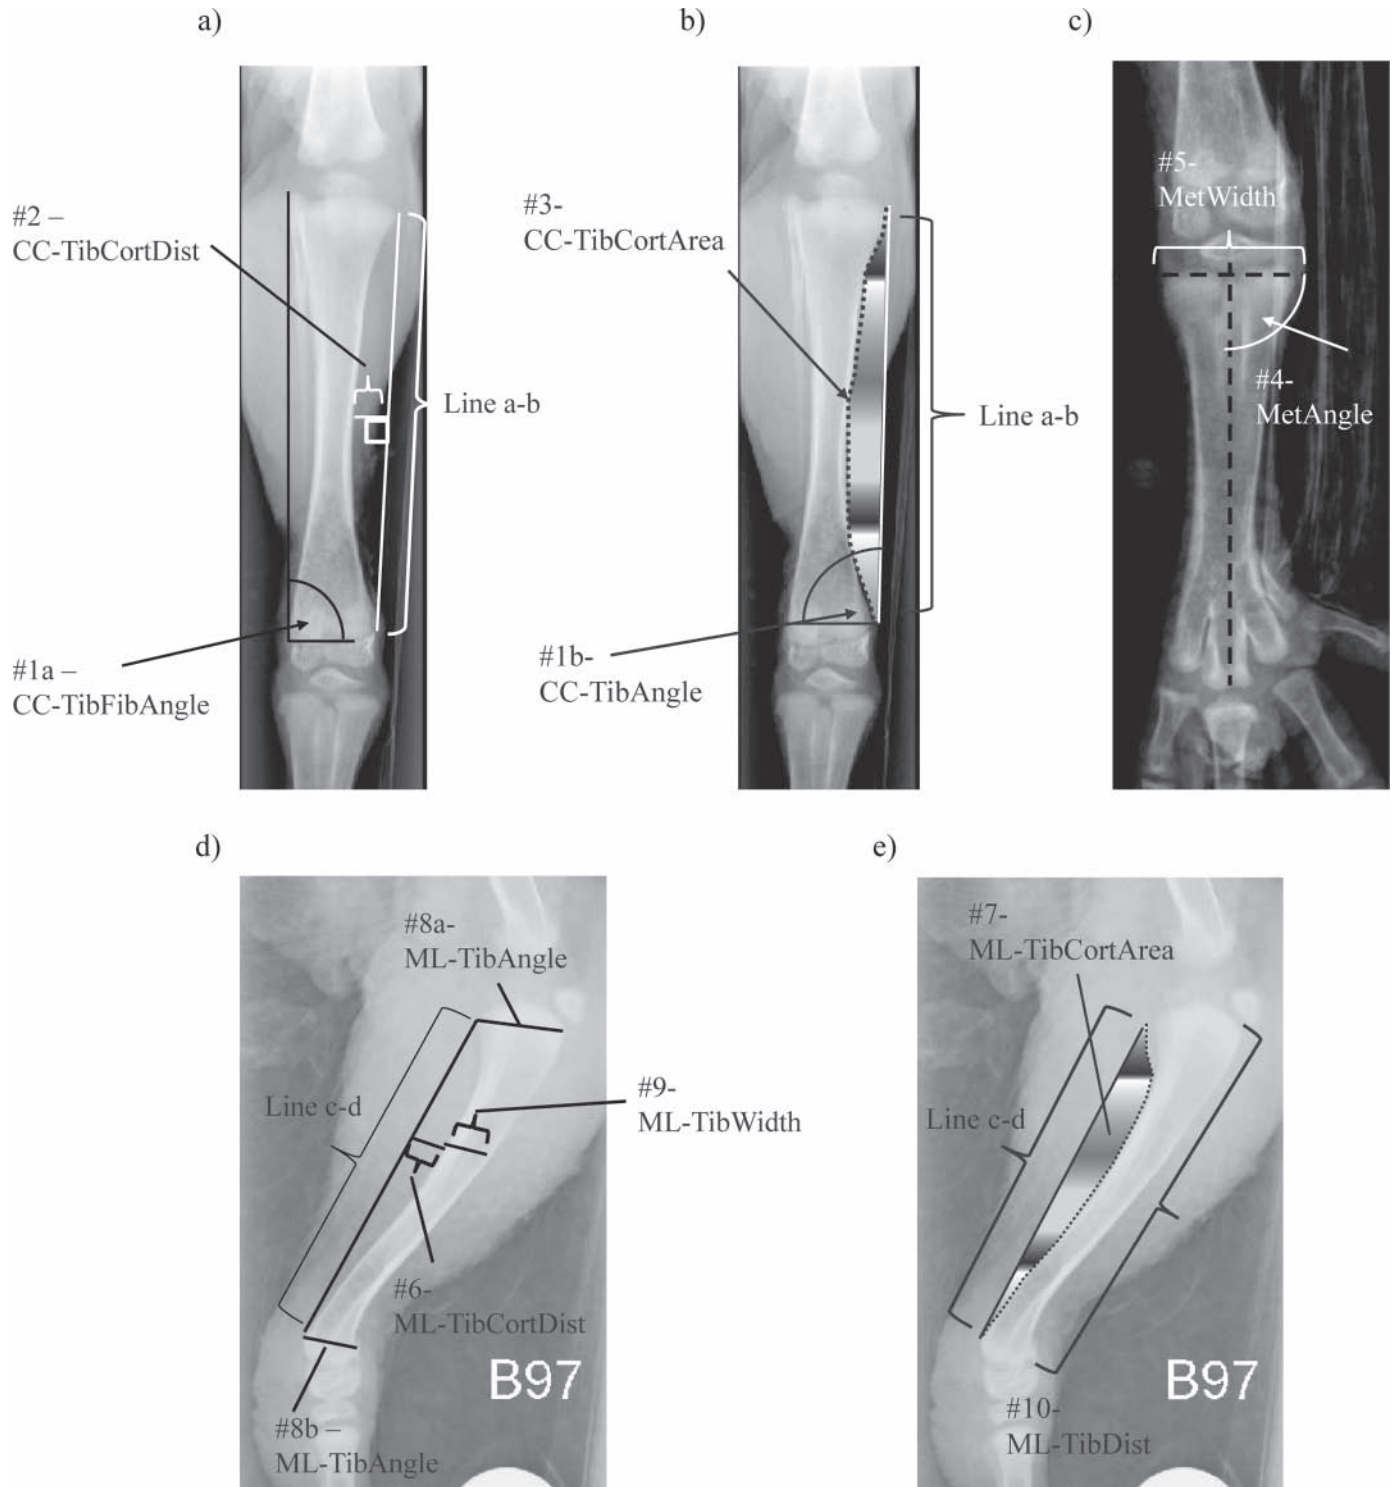 a)
b)
c)
#2 –
CC-TibCortDist
Line a-b
#1a –
CC-TibFibAngle
#3-
CC-TibCortArea
Line a-b
#1b-
CC-TibAngle
#5-
MetWidth
#4-
MetAngle
d)
e)
#8a-
ML-TibAngle
Line c-d
#9-
ML-TibWidth
#6-
ML-TibCortDist
B97
#8b –
ML-TibAngle
#7-
ML-TibCortArea
Line c-d
B97
#10-
ML-TibDist